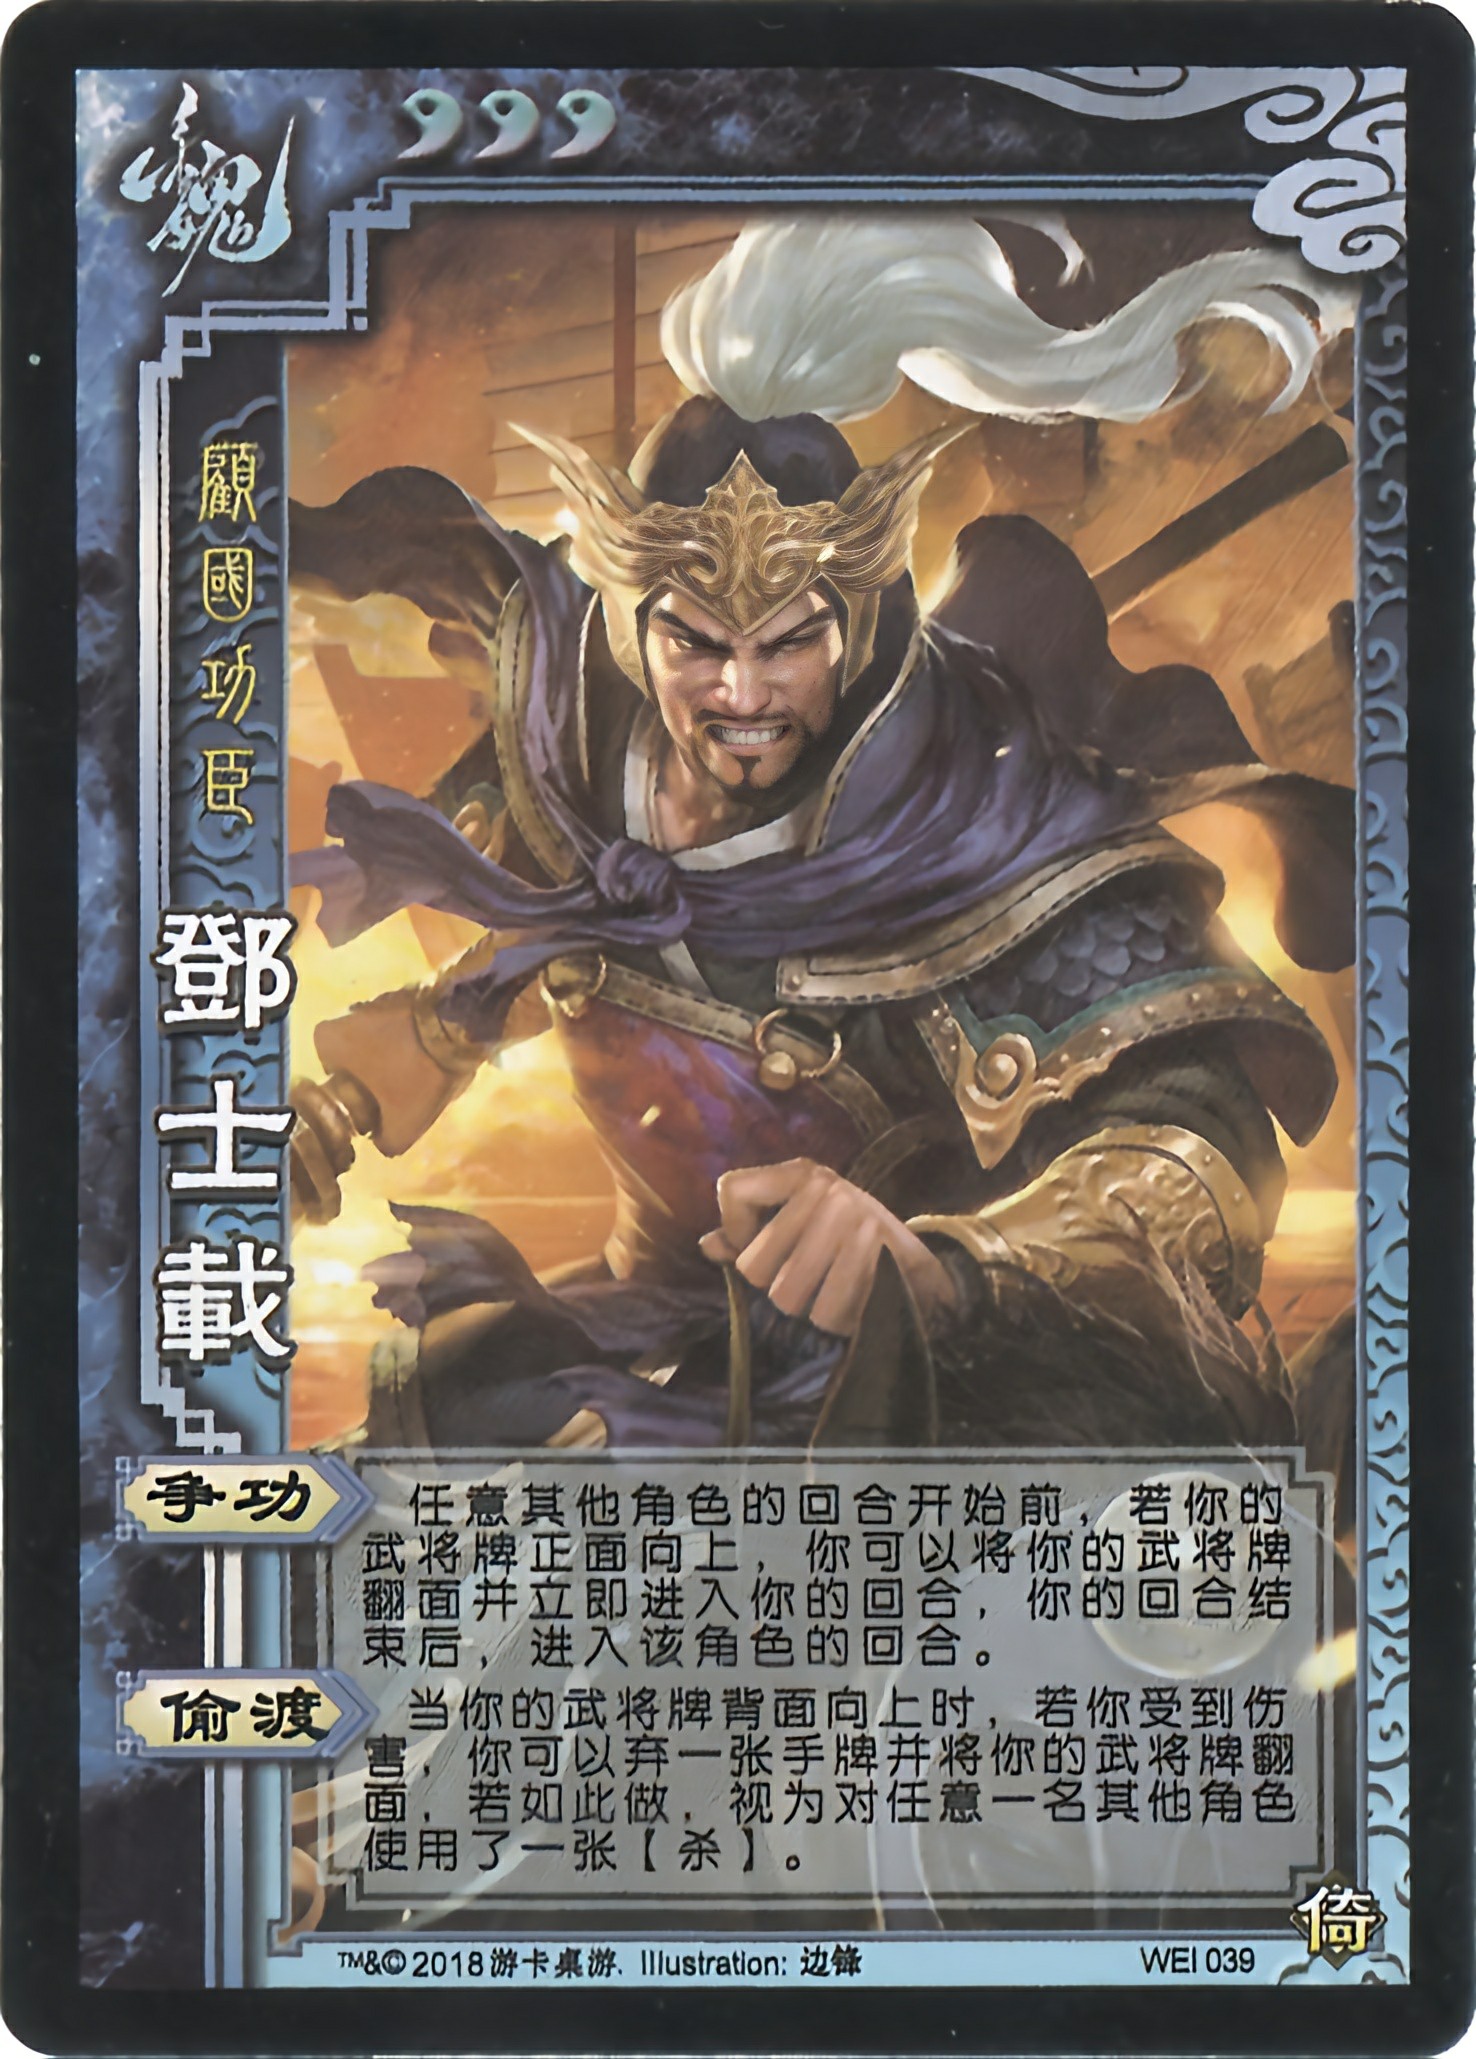 魏
顧國功臣
鄧士載
争功
任意其他角色的回合开始前，若你的
武将牌正面向上，你可以将你的武将牌
翻面并立即进入你的回合，你的回合结
束后，进入该角色的回合。
偷渡
当你的武将牌背面向上时，若你受到伤
害，你可以弃一张手牌并将你的武将牌翻
面，若如此做，视为对任意一名其他角色
使用了一张【杀】。
倚
™&© 2018 游卡桌游. Illustration: 边锋
WEI 039